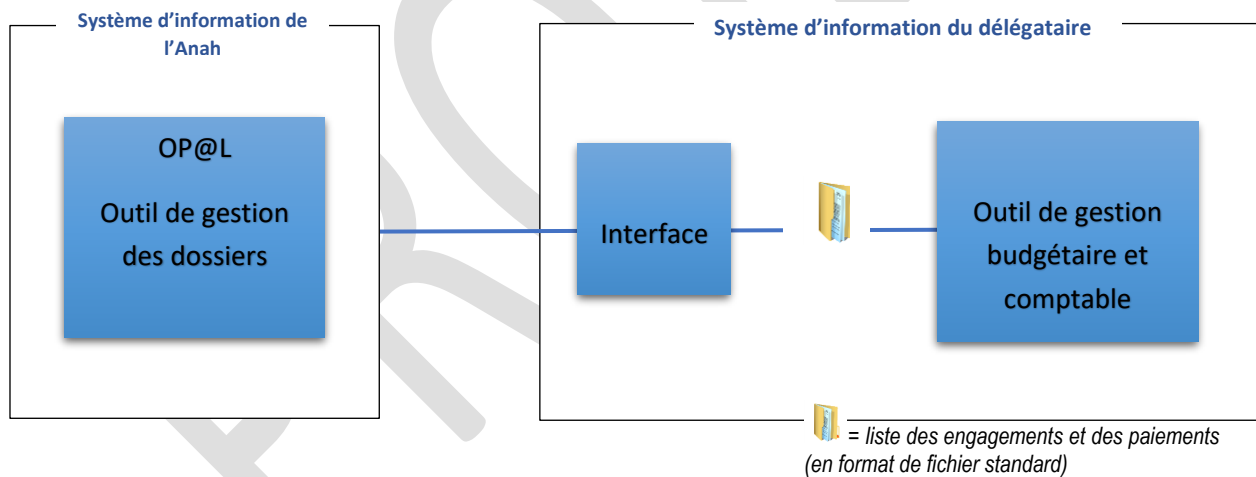 Système d'information de
l'Anah
Système d'information du délégataire
OP@L
Outil de gestion
des dossiers
Interface
Outil de gestion
budgétaire et
comptable
= liste des engagements et des paiements
(en format de fichier standard)